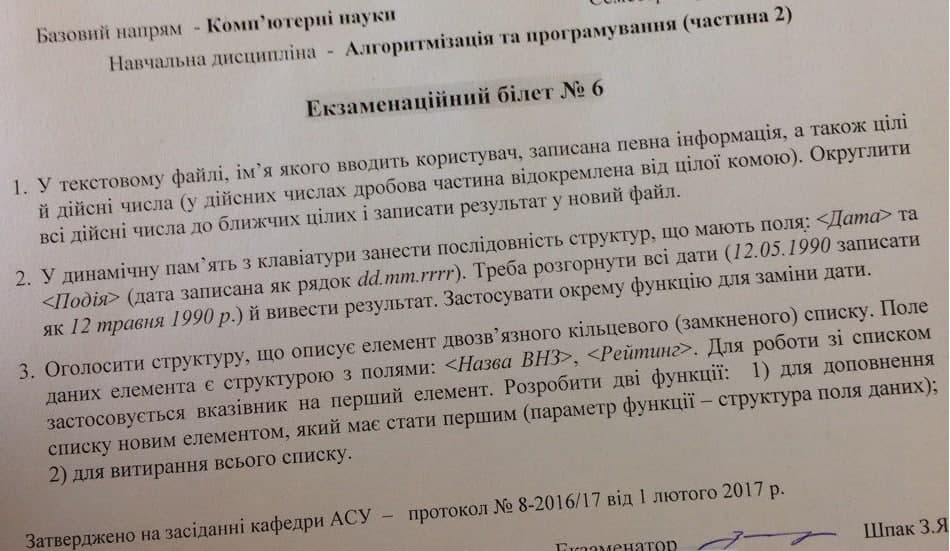 Базовий напрям - Комп'ютерні науки
Навчальна дисципліна - Алгоритмізація та програмування (частина 2)
Екзаменаційний білет № 6
1. У текстовому файлі, ім'я якого вводить користувач, записана певна інформація, а також цілі
й дійсні числа (у дійсних числах дробова частина відокремлена від цілої комою). Округлити
всі дійсні числа до ближчих цілих і записати результат у новий файл.
2. У динамічну пам'ять з клавіатури занести послідовність структур, що мають поля: <Дата> та
<Подія> (дата записана як рядок dd.mm.rrrr). Треба розгорнути всі дати (12.05.1990 записати
як 12 травня 1990 р.) й вивести результат. Застосувати окрему функцію для заміни дати.
3. Оголосити структуру, що описує елемент двозв'язного кільцевого (замкненого) списку. Поле
даних елемента є структурою з полями: <Назва ВНЗ>, <Рейтинг>. Для роботи зі списком
застосовується вказівник на перший елемент. Розробити дві функції: 1) для доповнення
списку новим елементом, який має стати першим (параметр функції – структура поля даних);
2) для витирання всього списку.
Затверджено на засіданні кафедри АСУ – протокол № 8-2016/17 від 1 лютого 2017 р.
Екзаменатор Шпак З.Я